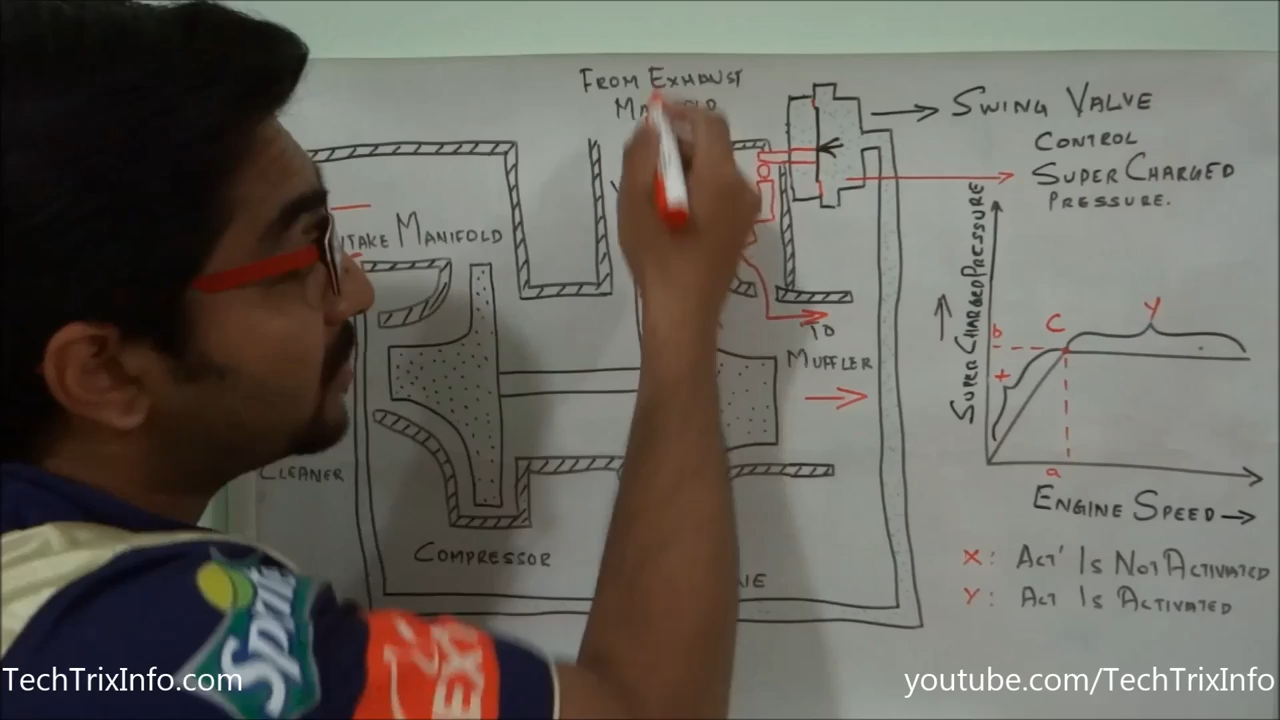 FROM EXHAUST
SWING VALVE
CONTROL
SUPER CHARGED
PRESSURE.
MANIFOLD
TO
MUFFLER
CLEANER
COMPRESSOR
SUPER CHARGED PRESSURE
b
C
Y
a
ENGINE SPEED
X: ACT' IS NOT ACTIVATED
Y: ACT IS ACTIVATED
Sprite
TechTrixInfo.com
youtube.com/TechTrixInfo